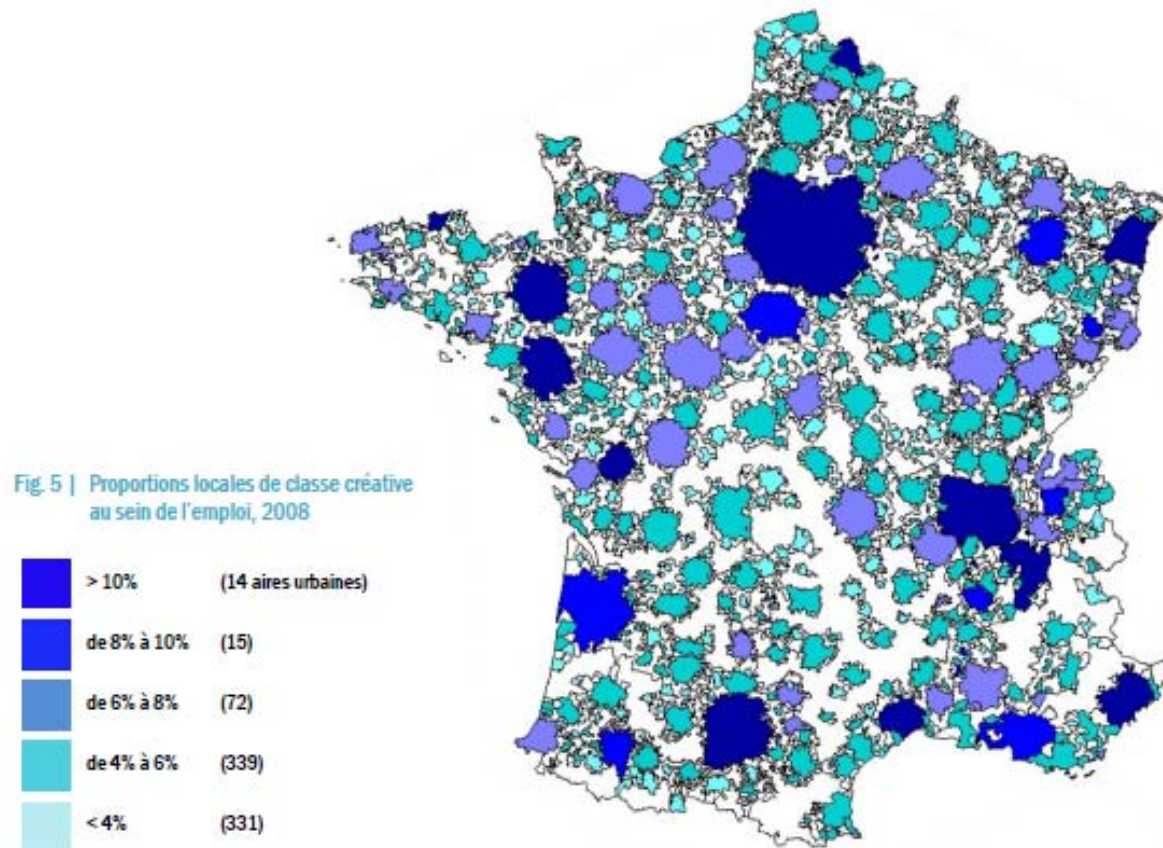 Fig. 5 | Proportions locales de classe créative
au sein de l'emploi, 2008
> 10% (14 aires urbaines)
de 8% à 10% (15)
de 6% à 8% (72)
de 4% à 6% (339)
< 4% (331)